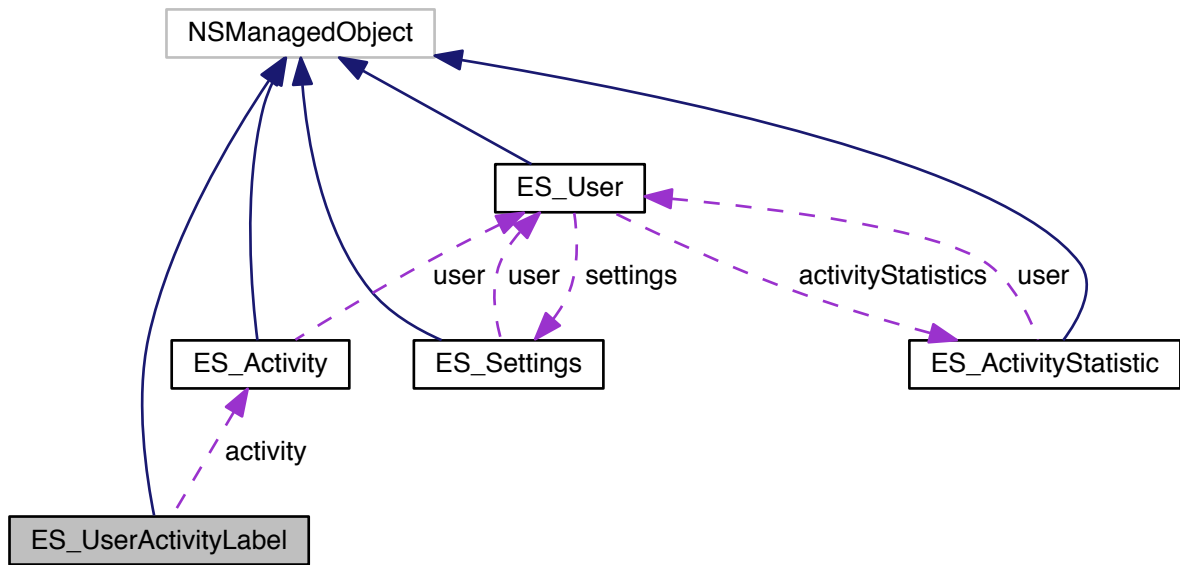 NSManagedObject
ES_User
user
user
settings
activityStatistics
user
ES_Activity
ES_Settings
ES_ActivityStatistic
activity
ES_UserActivityLabel